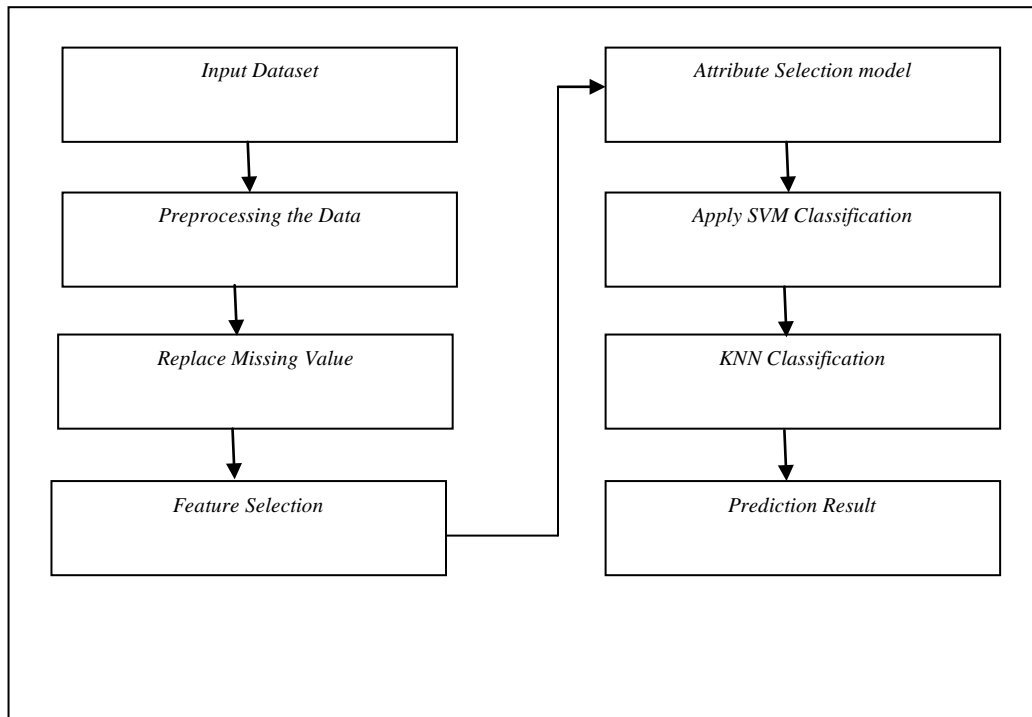 Input Dataset
Preprocessing the Data
Replace Missing Value
Feature Selection
Attribute Selection model
Apply SVM Classification
KNN Classification
Prediction Result